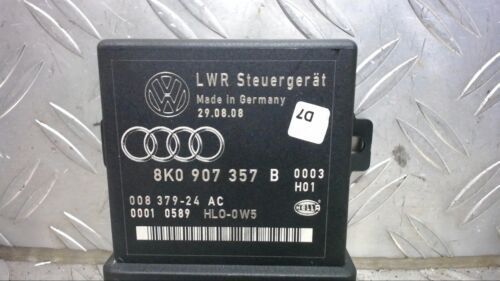 LWR Steuergerät
Made in Germany
29.08.08
D7
8K0 907 357 B 0003
H01
008 379-24 AC
0001 0589 HLO-0W5
HELLA